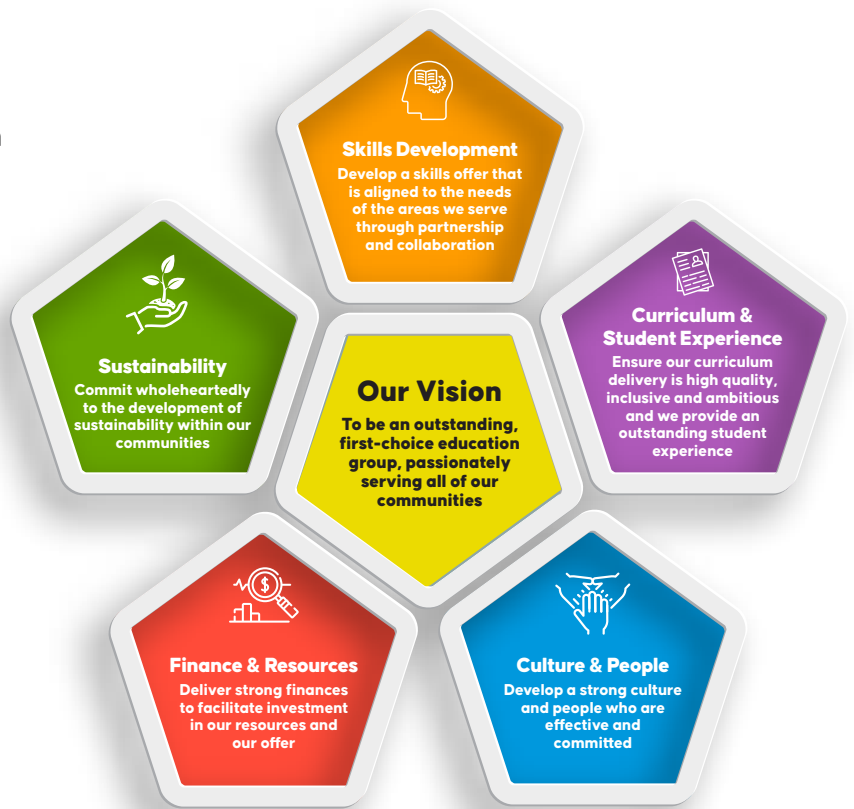 Skills Development
Develop a skills offer that
is aligned to the needs
of the areas we serve
through partnership
and collaboration
Sustainability
Commit wholeheartedly
to the development of
sustainability within our
communities
Our Vision
To be an outstanding,
first-choice education
group, passionately
serving all of our
communities
Curriculum &
Student Experience
Ensure our curriculum
delivery is high quality,
inclusive and ambitious
and we provide an
outstanding student
experience
Finance & Resources
Deliver strong finances
to facilitate investment
in our resources and
our offer
Culture & People
Develop a strong culture
and people who are
effective and
committed